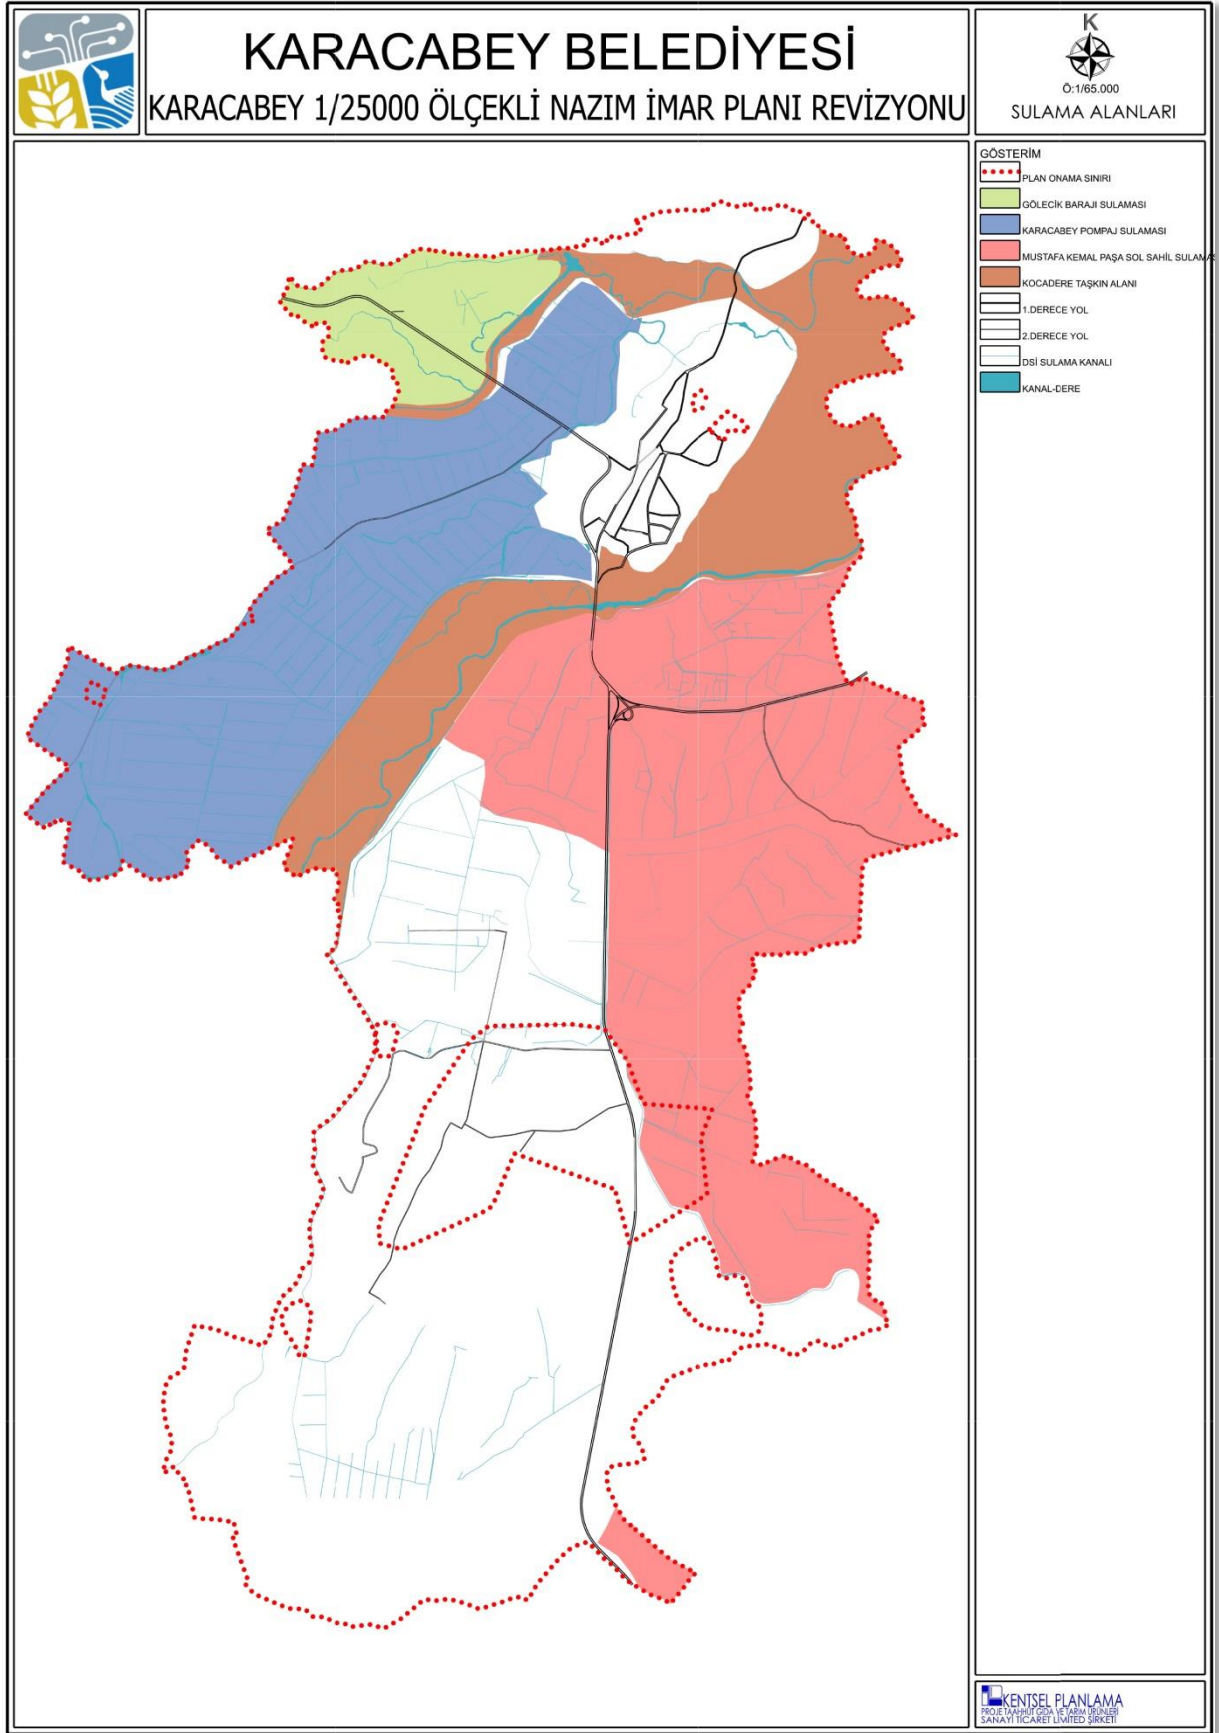 KARACABEY BELEDİYESİ
KARACABEY 1/25000 ÖLÇEKLİ NAZIM İMAR PLANI REVİZYONU
K
Ö:1/65.000
SULAMA ALANLARI
GÖSTERİM
PLAN ONAMA SINIRI
GÖLECİK BARAJI SULAMASI
KARACABEY POMPAJ SULAMASI
MUSTAFA KEMAL PAŞA SOL SAHİL SULAMAS
KOCADERE TAŞKIN ALANI
1.DERECE YOL
2.DERECE YOL
DSİ SULAMA KANALI
KANAL-DERE
KENTSEL PLANLAMA
PROJE TAAHHÜT GIDA VE TARIM ÜRÜNLERİ
SANAYİ TİCARET LİMİTED ŞİRKETİ